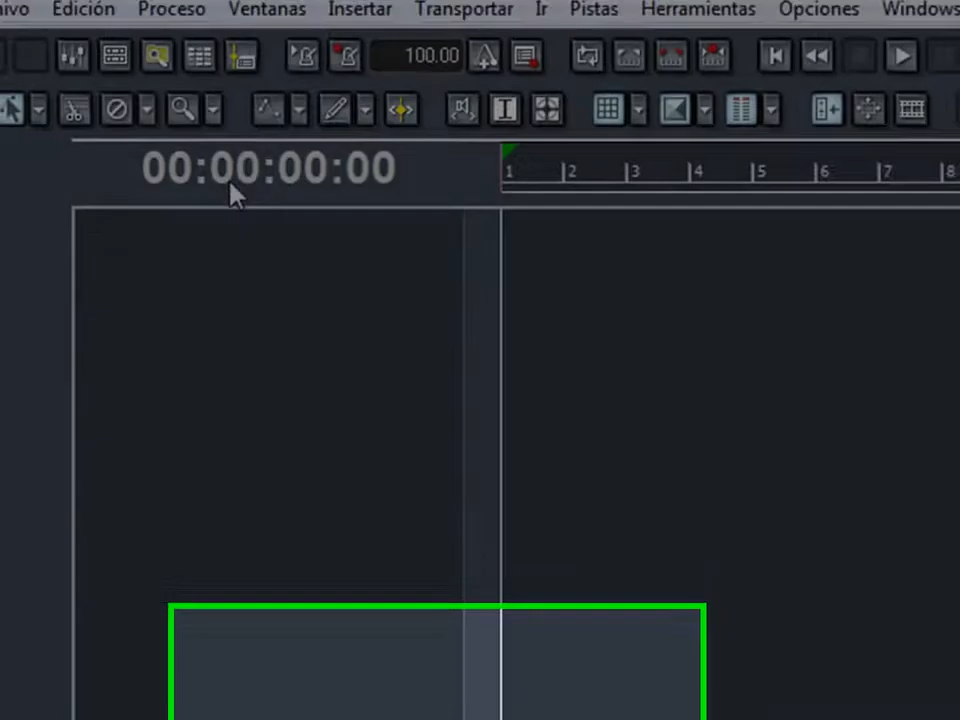 ivo Edición Proceso Ventanas Insertar Transportar Ir Pistas Herramientas Opciones Windows
100.00
00:00:00:00 1 2 3 4 5 6 7 8